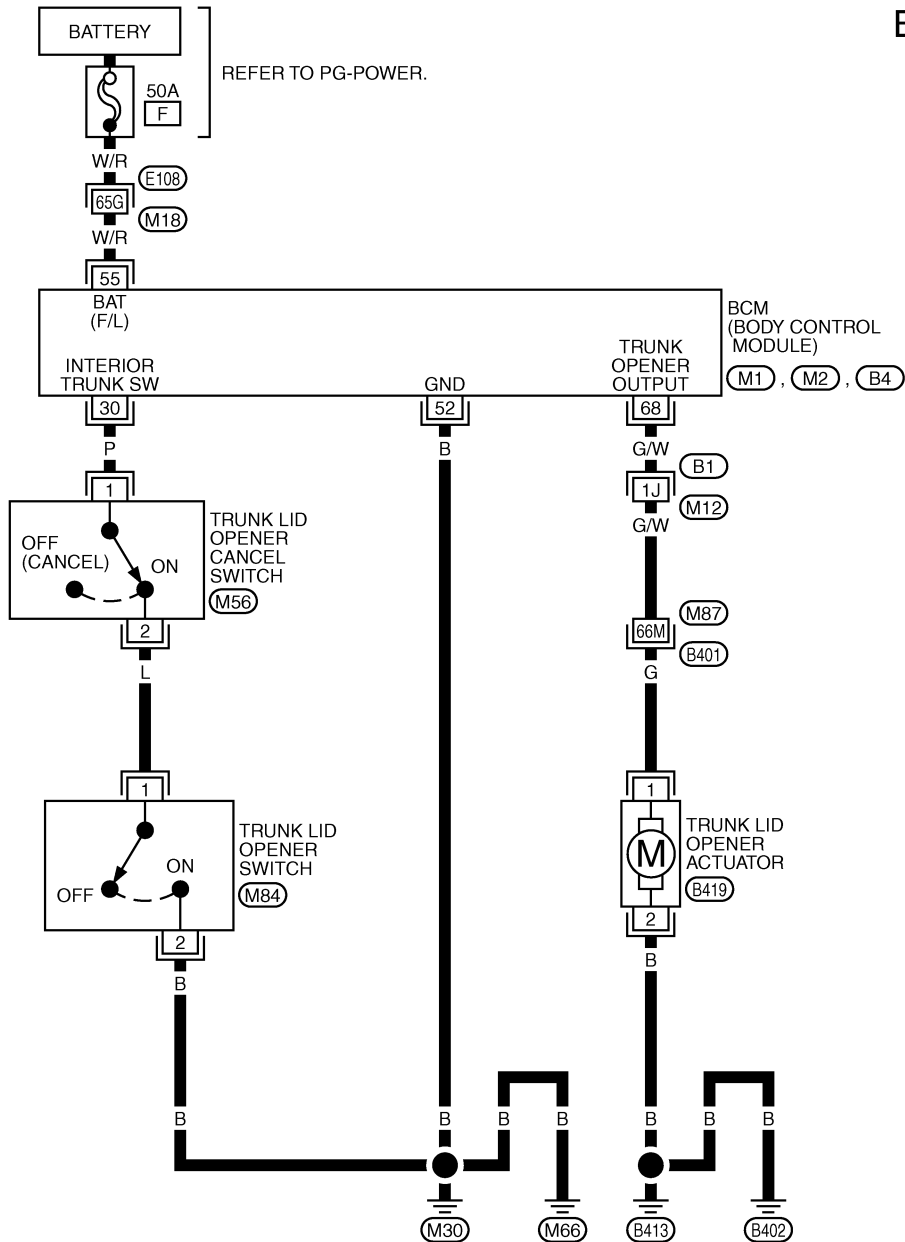 BATTERY
E
REFER TO PG-POWER.
50A
F
W/R
E108
65G
M18
W/R
55
BAT
(F/L)
BCM
(BODY CONTROL
MODULE)
M1 , M2 , B4
INTERIOR
TRUNK SW
GND
TRUNK
OPENER
OUTPUT
30
52
68
P
B
G/W
B1
1J
M12
G/W
1
TRUNK LID
OPENER
CANCEL
SWITCH
M56
OFF
(CANCEL)
ON
2
L
M87
66M
B401
G
1
TRUNK LID
OPENER
SWITCH
M84
OFF
ON
2
B
1
M
TRUNK LID
OPENER
ACTUATOR
B419
2
B
B
B
B
B
B
B
B
M30
M66
B413
B402